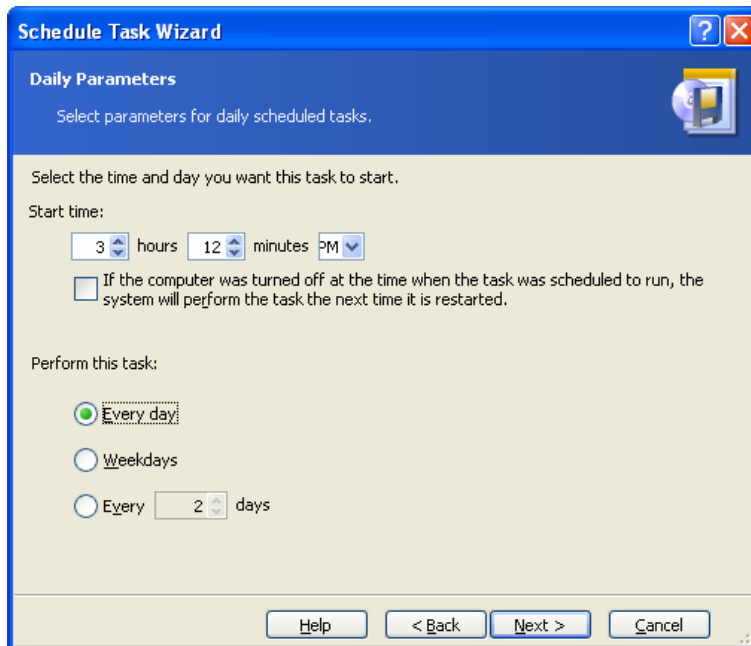 Schedule Task Wizard
Daily Parameters
Select parameters for daily scheduled tasks.
Select the time and day you want this task to start.
Start time:
3 hours 12 minutes PM
If the computer was turned off at the time when the task was scheduled to run, the
system will perform the task the next time it is restarted.
Perform this task:
Every day
Weekdays
Every 2 days
Help < Back Next > Cancel